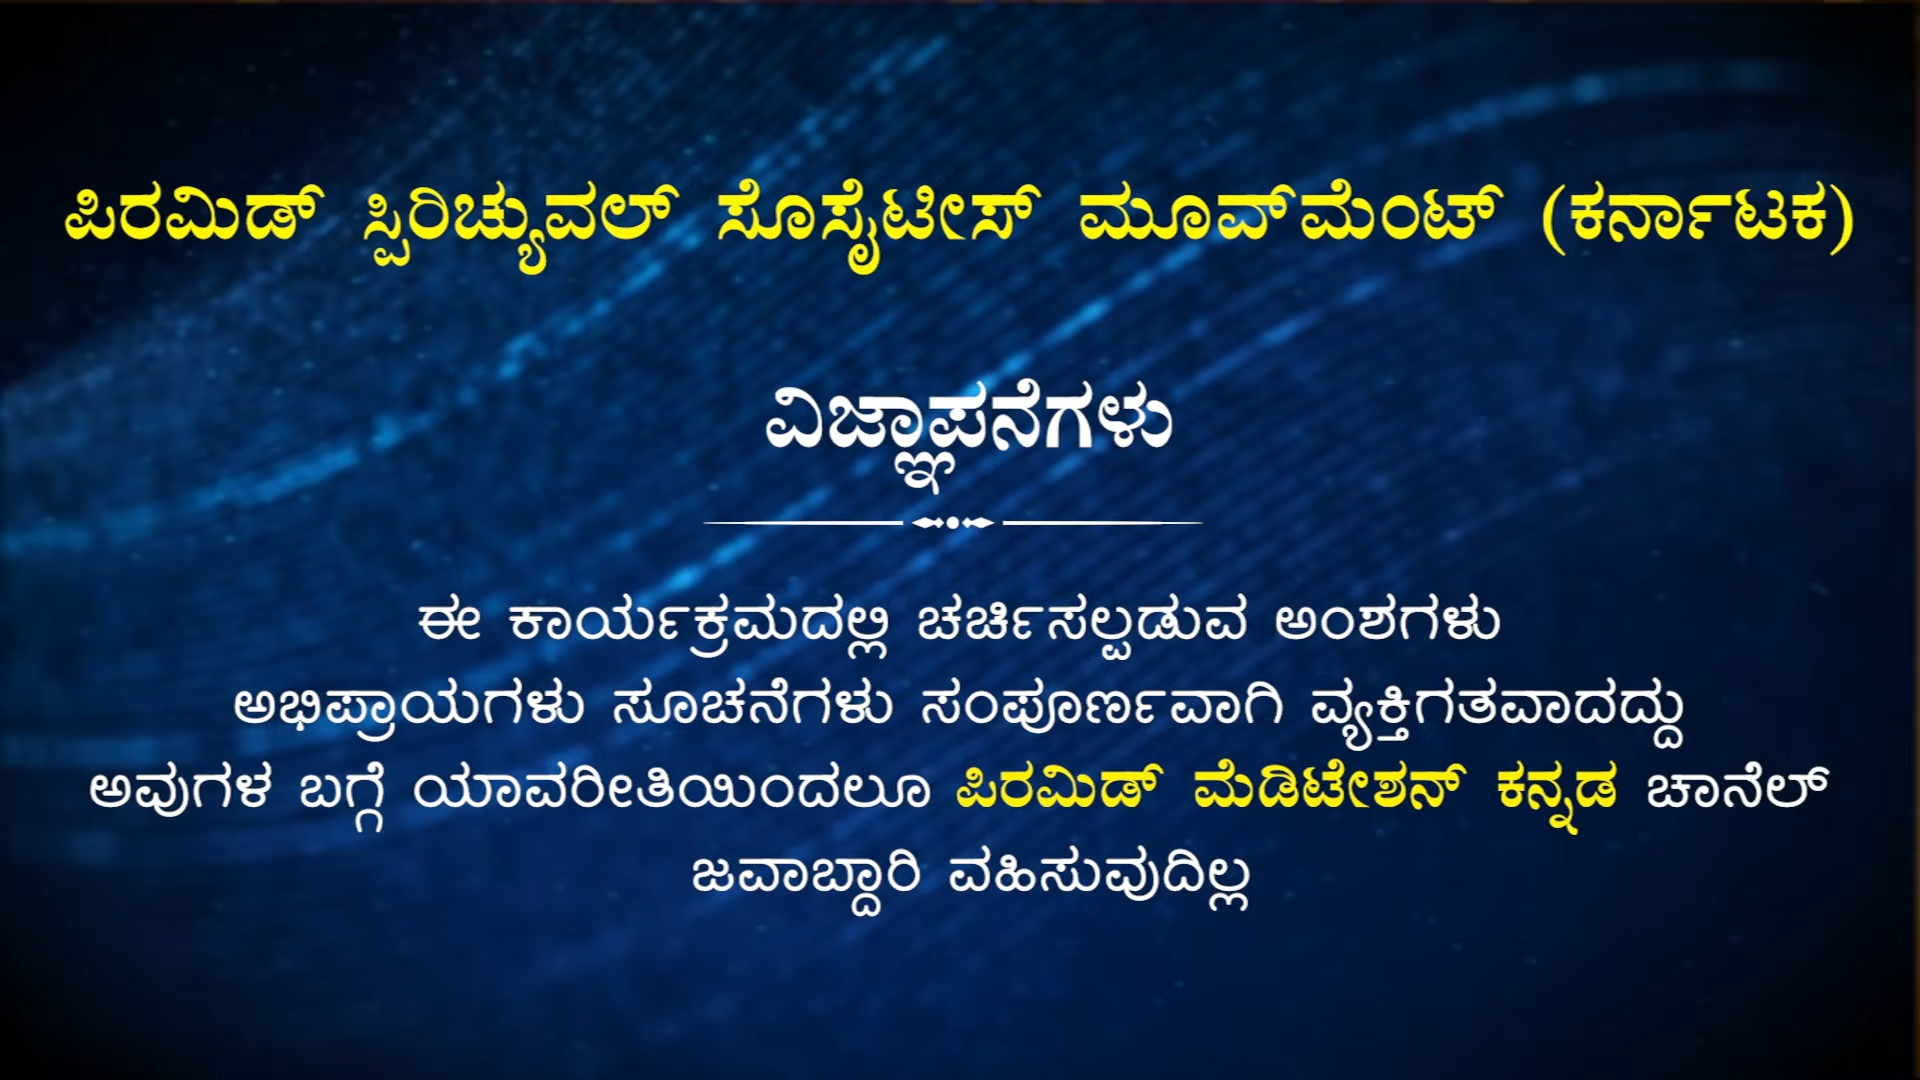 ಪಿರಮಿಡ್ ಸ್ಪಿರಿಚ್ಯುವಲ್ ಸೊಸೈಟೀಸ್ ಮೂವ್‌ಮೆಂಟ್ (ಕರ್ನಾಟಕ)
ವಿಜ್ಞಾಪನೆಗಳು
ಈ ಕಾರ್ಯಕ್ರಮದಲ್ಲಿ ಚರ್ಚಿಸಲ್ಪಡುವ ಅಂಶಗಳು
ಅಭಿಪ್ರಾಯಗಳು ಸೂಚನೆಗಳು ಸಂಪೂರ್ಣವಾಗಿ ವ್ಯಕ್ತಿಗತವಾದದ್ದು
ಅವುಗಳ ಬಗ್ಗೆ ಯಾವರೀತಿಯಿಂದಲೂ ಪಿರಮಿಡ್ ಮೆಡಿಟೇಶನ್ ಕನ್ನಡ ಚಾನೆಲ್
ಜವಾಬ್ದಾರಿ ವಹಿಸುವುದಿಲ್ಲ